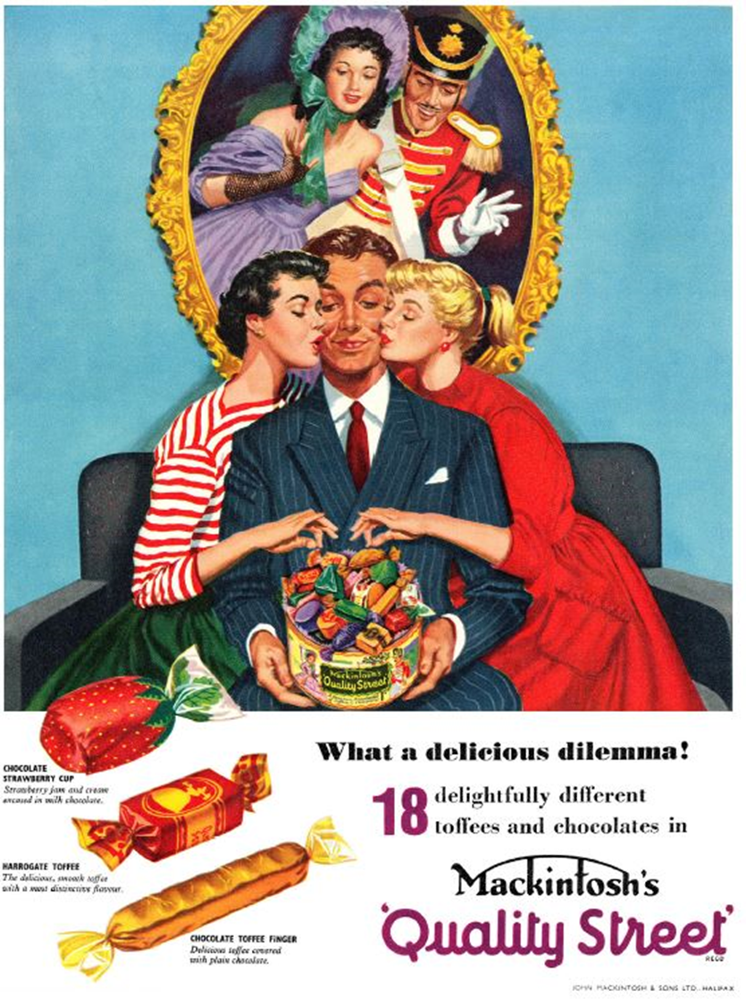 Mackintosh's
'Quality Street'
What a delicious dilemma!
18 delightfully different
toffees and chocolates in
Mackintosh's
'Quality Street'
REGD
CHOCOLATE
STRAWBERRY CUP
Strawberry jam and cream
encased in milk chocolate.
HARROGATE TOFFEE
The delicious, smooth toffee
with a most distinctive flavour.
CHOCOLATE TOFFEE FINGER
Delicious toffee covered
with plain chocolate.
JOHN MACKINTOSH & SONS LTD., HALIFAX